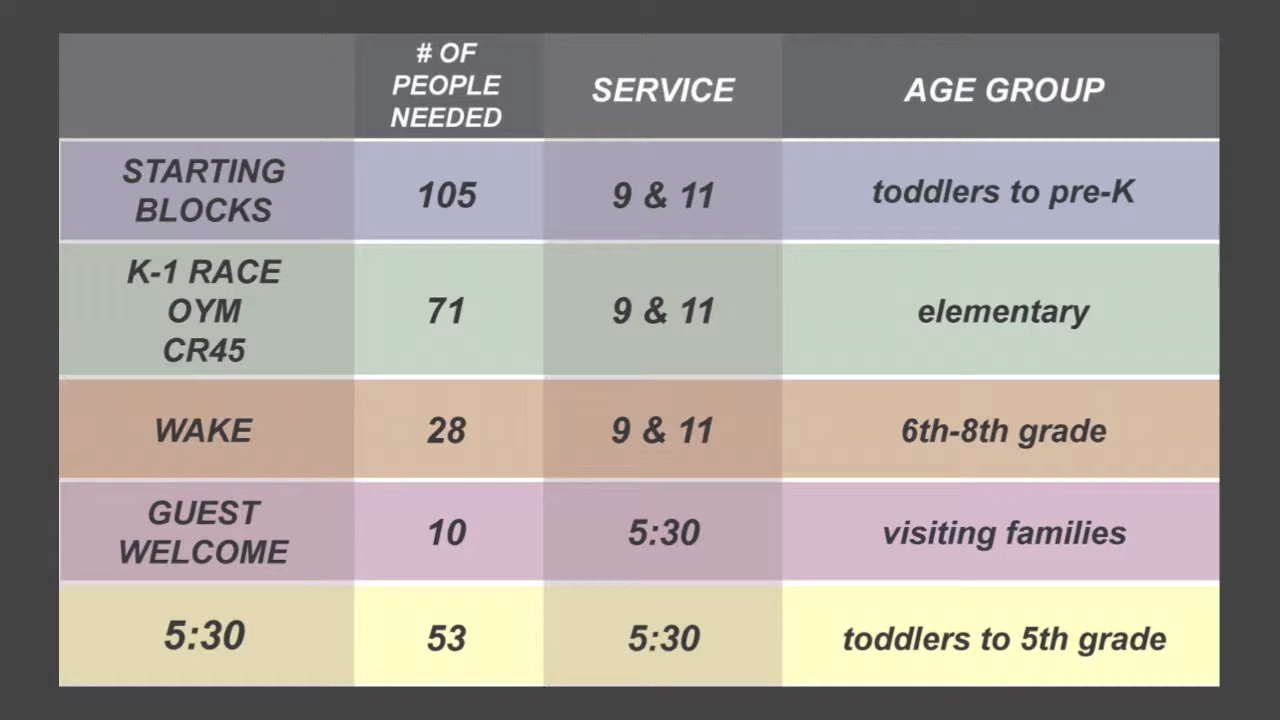 # OF
PEOPLE
NEEDED
SERVICE
AGE GROUP
STARTING
BLOCKS
105
9 & 11
toddlers to pre-K
K-1 RACE
OYM
CR45
71
9 & 11
elementary
WAKE
28
9 & 11
6th-8th grade
GUEST
WELCOME
10
5:30
visiting families
5:30
53
5:30
toddlers to 5th grade